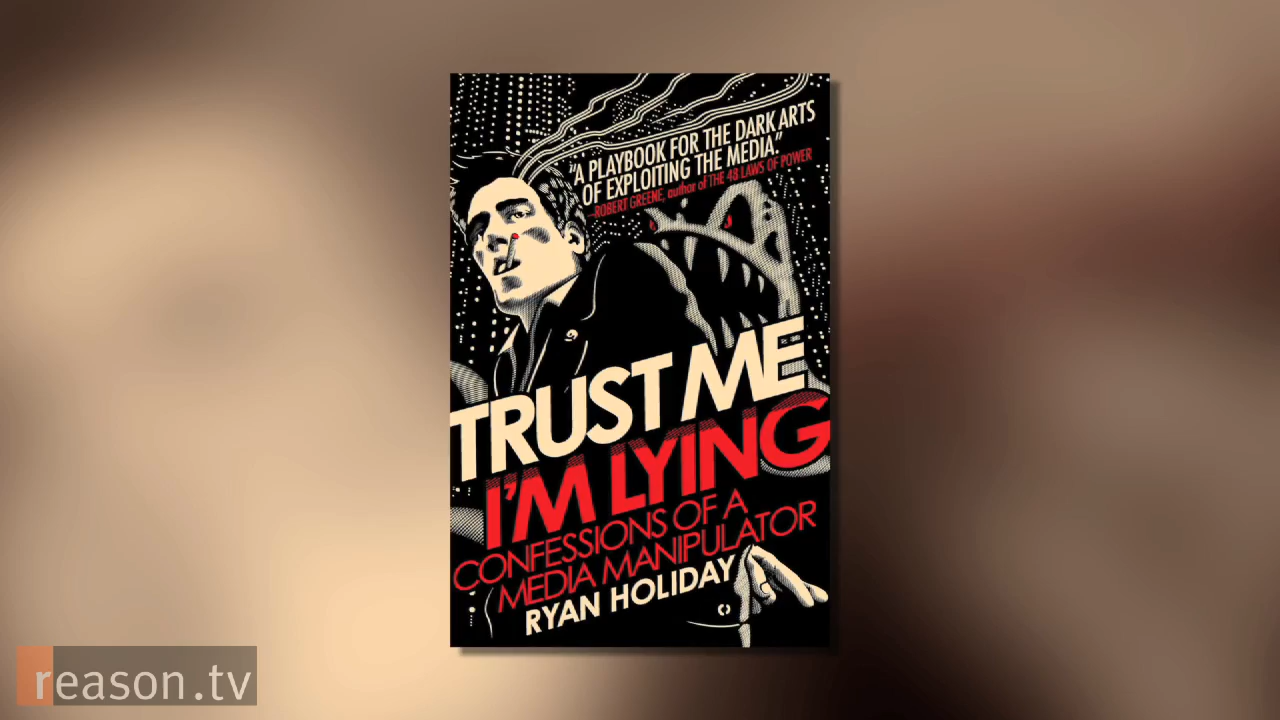 "A PLAYBOOK FOR THE DARK ARTS
OF EXPLOITING THE MEDIA."
—ROBERT GREENE, author of THE 48 LAWS OF POWER
TRUST ME
I'M LYING
CONFESSIONS OF A
MEDIA MANIPULATOR
RYAN HOLIDAY
reason.tv